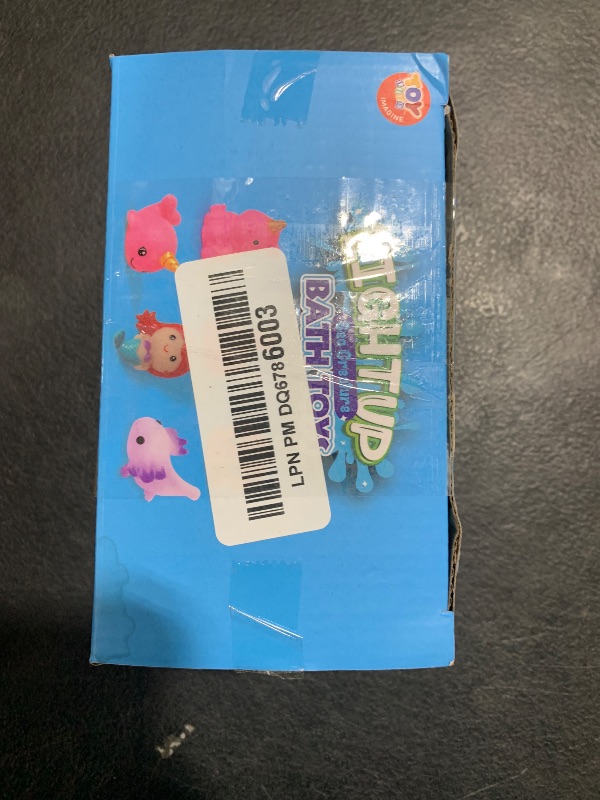 TOY
IMAGINE
LIGHT UP
BATH TOYS
LPN PM DQ6786003